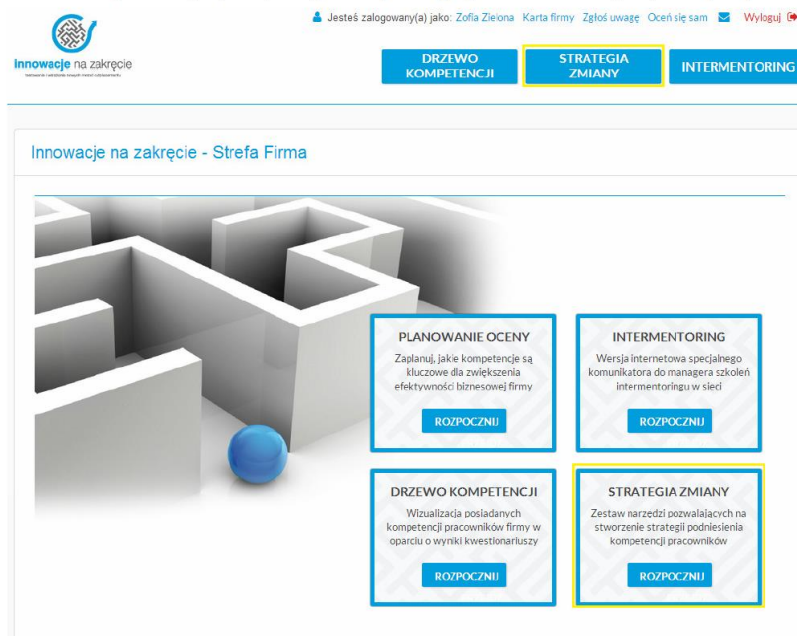 Jesteś zalogowany(a) jako: Zofia Zielona Karta firmy Zgłoś uwagę Oceń się sam Wyloguj
Innowacje na zakręcie
DRZEWO
KOMPETENCJI
STRATEGIA
ZMIANY
INTERMENTORING
Innowacje na zakręcie - Strefa Firma
PLANOWANIE OCENY
Zaplanuj, jakie kompetencje są
kluczowe dla zwiększenia
efektywności biznesowej firmy
ROZPOCZNIJ
INTERMENTORING
Wersja internetowa specjalnego
komunikatora do managera szkoleń
intermentoringu w sieci
ROZPOCZNIJ
DRZEWO KOMPETENCJI
Wizualizacja posiadanych
kompetencji pracowników firmy w
oparciu o wyniki kwestionariuszy
ROZPOCZNIJ
STRATEGIA ZMIANY
Zestaw narzędzi pozwalających na
stworzenie strategii podniesienia
kompetencji pracowników
ROZPOCZNIJ